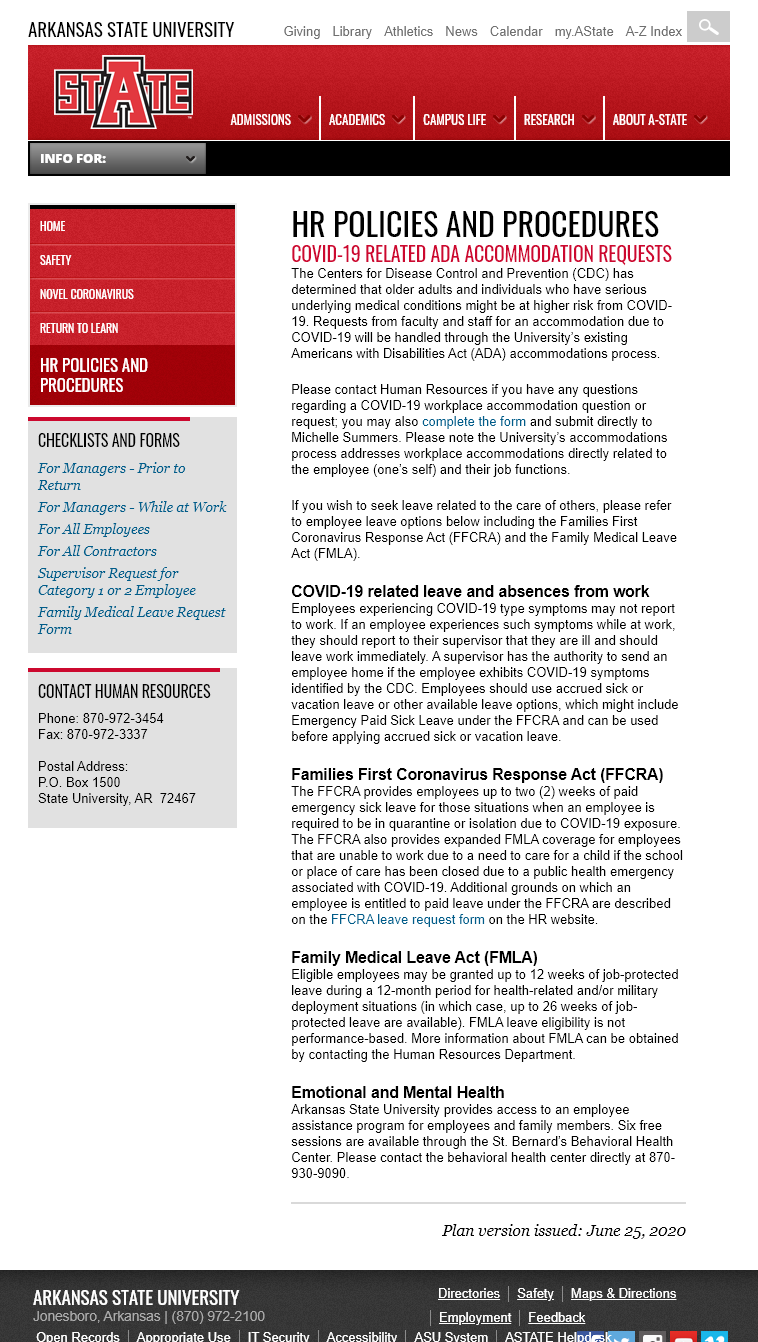 ARKANSAS STATE UNIVERSITY
Giving Library Athletics News Calendar my.AState A-Z Index
STATE
ADMISSIONS ACADEMICS CAMPUS LIFE RESEARCH ABOUT A-STATE
INFO FOR:
HOME
SAFETY
NOVEL CORONAVIRUS
RETURN TO LEARN
HR POLICIES AND
PROCEDURES
CHECKLISTS AND FORMS
For Managers - Prior to
Return
For Managers - While at Work
For All Employees
For All Contractors
Supervisor Request for
Category 1 or 2 Employee
Family Medical Leave Request
Form
CONTACT HUMAN RESOURCES
Phone: 870-972-3454
Fax: 870-972-3337
Postal Address:
P.O. Box 1500
State University, AR  72467
HR POLICIES AND PROCEDURES
COVID-19 RELATED ADA ACCOMMODATION REQUESTS
The Centers for Disease Control and Prevention (CDC) has
determined that older adults and individuals who have serious
underlying medical conditions might be at higher risk from COVID-
19. Requests from faculty and staff for an accommodation due to
COVID-19 will be handled through the University's existing
Americans with Disabilities Act (ADA) accommodations process.
Please contact Human Resources if you have any questions
regarding a COVID-19 workplace accommodation question or
request; you may also complete the form and submit directly to
Michelle Summers. Please note the University's accommodations
process addresses workplace accommodations directly related to
the employee (one's self) and their job functions.
If you wish to seek leave related to the care of others, please refer
to employee leave options below including the Families First
Coronavirus Response Act (FFCRA) and the Family Medical Leave
Act (FMLA).
COVID-19 related leave and absences from work
Employees experiencing COVID-19 type symptoms may not report
to work. If an employee experiences such symptoms while at work,
they should report to their supervisor that they are ill and should
leave work immediately. A supervisor has the authority to send an
employee home if the employee exhibits COVID-19 symptoms
identified by the CDC. Employees should use accrued sick or
vacation leave or other available leave options, which might include
Emergency Paid Sick Leave under the FFCRA and can be used
before applying accrued sick or vacation leave.
Families First Coronavirus Response Act (FFCRA)
The FFCRA provides employees up to two (2) weeks of paid
emergency sick leave for those situations when an employee is
required to be in quarantine or isolation due to COVID-19 exposure.
The FFCRA also provides expanded FMLA coverage for employees
that are unable to work due to a need to care for a child if the school
or place of care has been closed due to a public health emergency
associated with COVID-19. Additional grounds on which an
employee is entitled to paid leave under the FFCRA are described
on the FFCRA leave request form on the HR website.
Family Medical Leave Act (FMLA)
Eligible employees may be granted up to 12 weeks of job-protected
leave during a 12-month period for health-related and/or military
deployment situations (in which case, up to 26 weeks of job-
protected leave are available). FMLA leave eligibility is not
performance-based. More information about FMLA can be obtained
by contacting the Human Resources Department.
Emotional and Mental Health
Arkansas State University provides access to an employee
assistance program for employees and family members. Six free
sessions are available through the St. Bernard's Behavioral Health
Center. Please contact the behavioral health center directly at 870-
930-9090.
Plan version issued: June 25, 2020
ARKANSAS STATE UNIVERSITY
Jonesboro, Arkansas | (870) 972-2100
Directories | Safety | Maps & Directions
| Employment | Feedback
Open Records | Appropriate Use | IT Security | Accessibility | ASU System | ASTATE Helpdesk